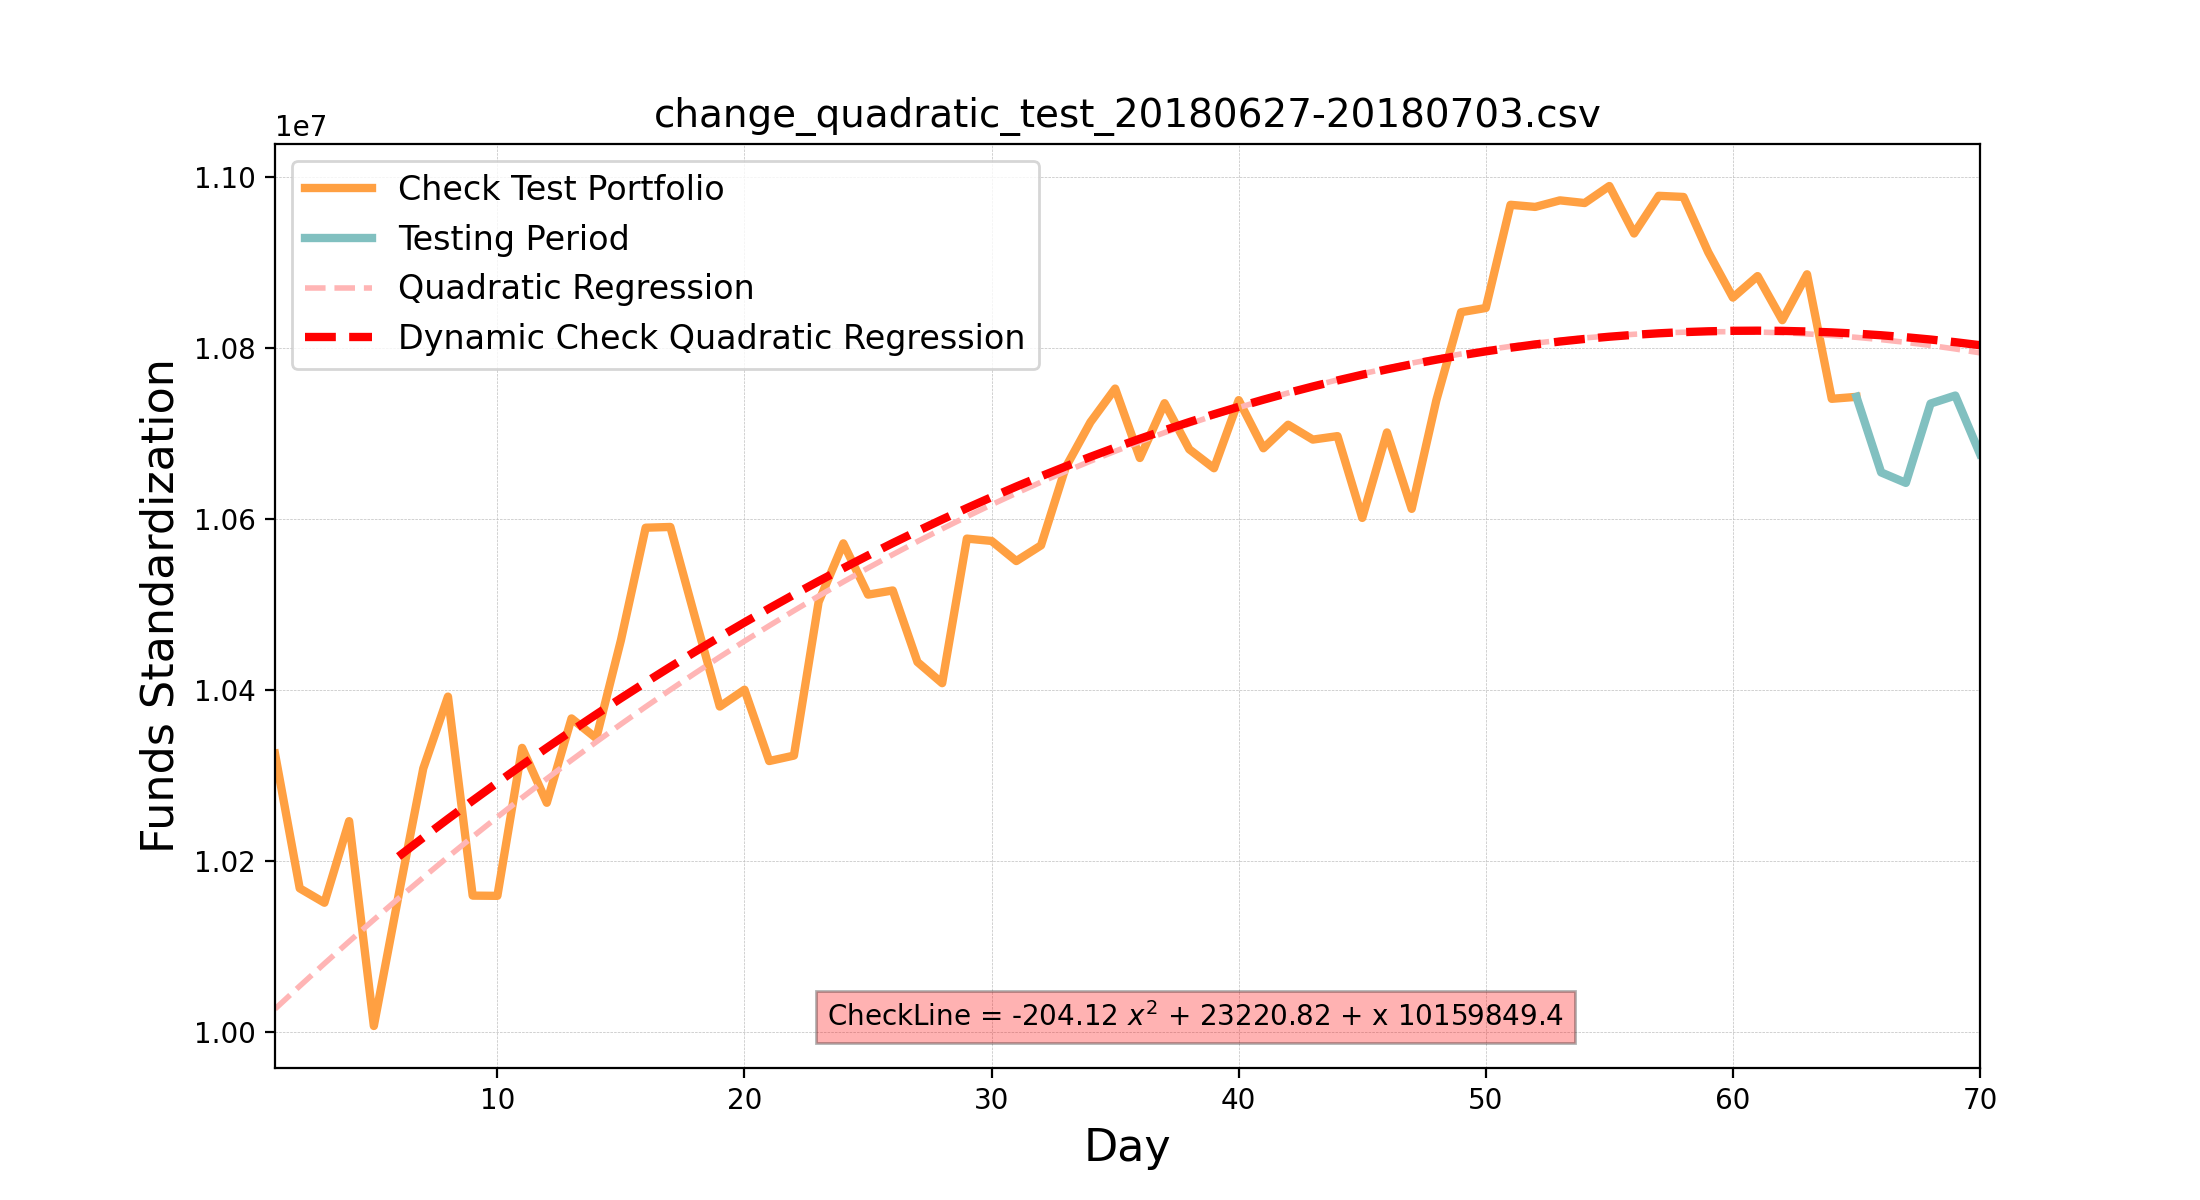 change_quadratic_test_20180627-20180703.csv
1e7
Check Test Portfolio
Testing Period
Quadratic Regression
Dynamic Check Quadratic Regression
Funds Standardization
1.10
1.08
1.06
1.04
1.02
1.00
CheckLine = -204.12 x² + 23220.82 + x 10159849.4
10 20 30 40 50 60 70
Day